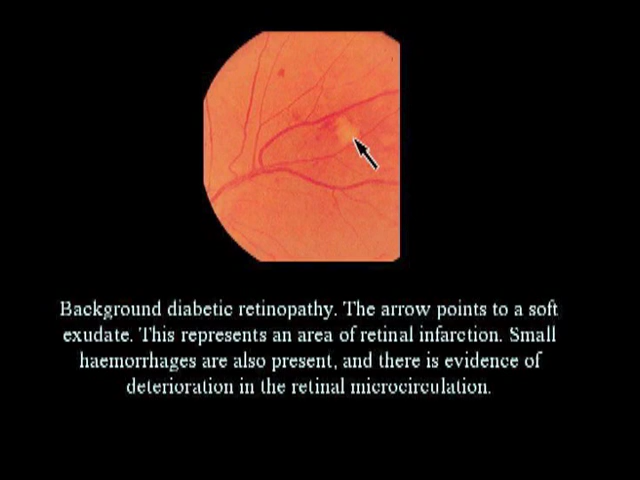 Background diabetic retinopathy. The arrow points to a soft
exudate. This represents an area of retinal infarction. Small
haemorrhages are also present, and there is evidence of
deterioration in the retinal microcirculation.